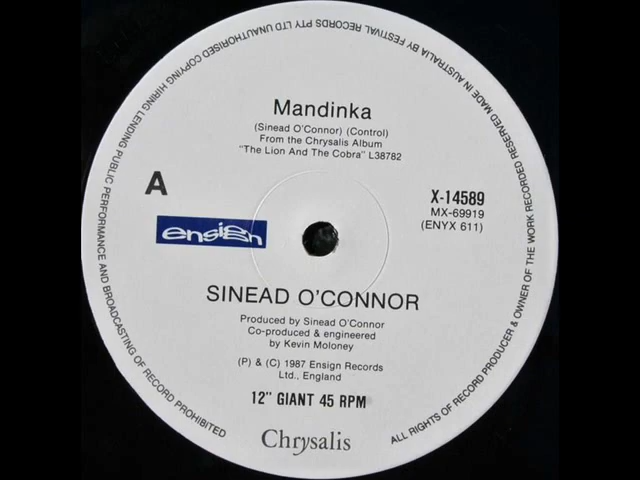 MADE IN AUSTRALIA BY FESTIVAL RECORDS PTY LTD UNAUTHORISED COPYING HIRING LENDING PUBLIC PERFORMANCE AND BROADCASTING OF RECORD PROHIBITED
ALL RIGHTS OF RECORD PRODUCER & OWNER OF THE WORK RECORDED RESERVED
Mandinka
(Sinead O'Connor) (Control)
From the Chrysalis Album
"The Lion And The Cobra" L38782
A
X-14589
MX-69919
(ENYX 611)
ensign
SINEAD O'CONNOR
Produced by Sinead O'Connor
Co-produced & engineered
by Kevin Moloney
(P) & (C) 1987 Ensign Records
Ltd., England
12" GIANT 45 RPM
Chrysalis